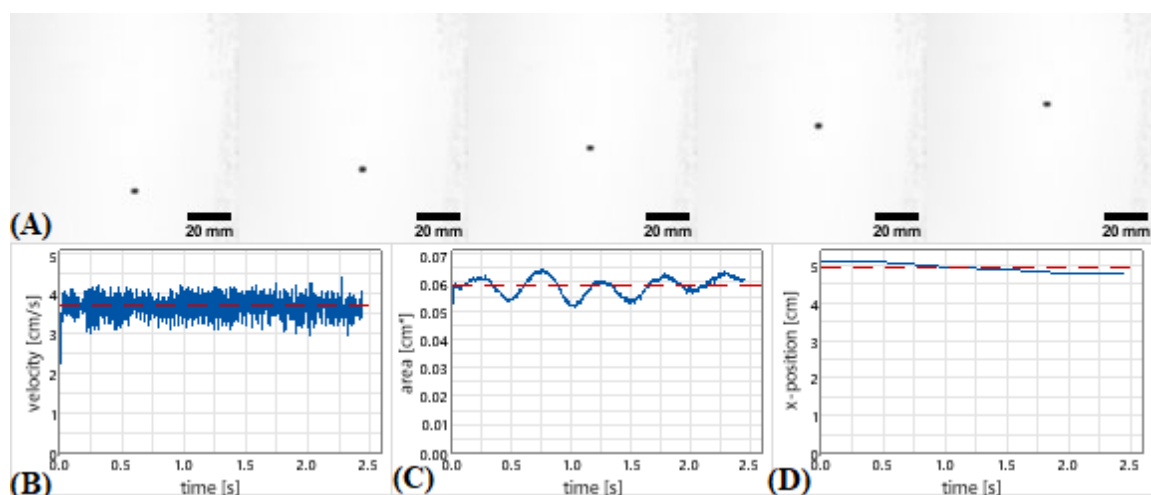 (A)
20 mm 20 mm 20 mm 20 mm 20 mm
5
4
3
2
1
0
velocity [cm/s]
0.0 0.5 1.0 1.5 2.0 2.5
time [s]
(B)
0.07
0.06
0.05
0.04
0.03
0.02
0.01
0.00
area [cm²]
0.0 0.5 1.0 1.5 2.0 2.5
time [s]
(C)
5
4
3
2
1
0
x-position [cm]
0.0 0.5 1.0 1.5 2.0 2.5
time [s]
(D)